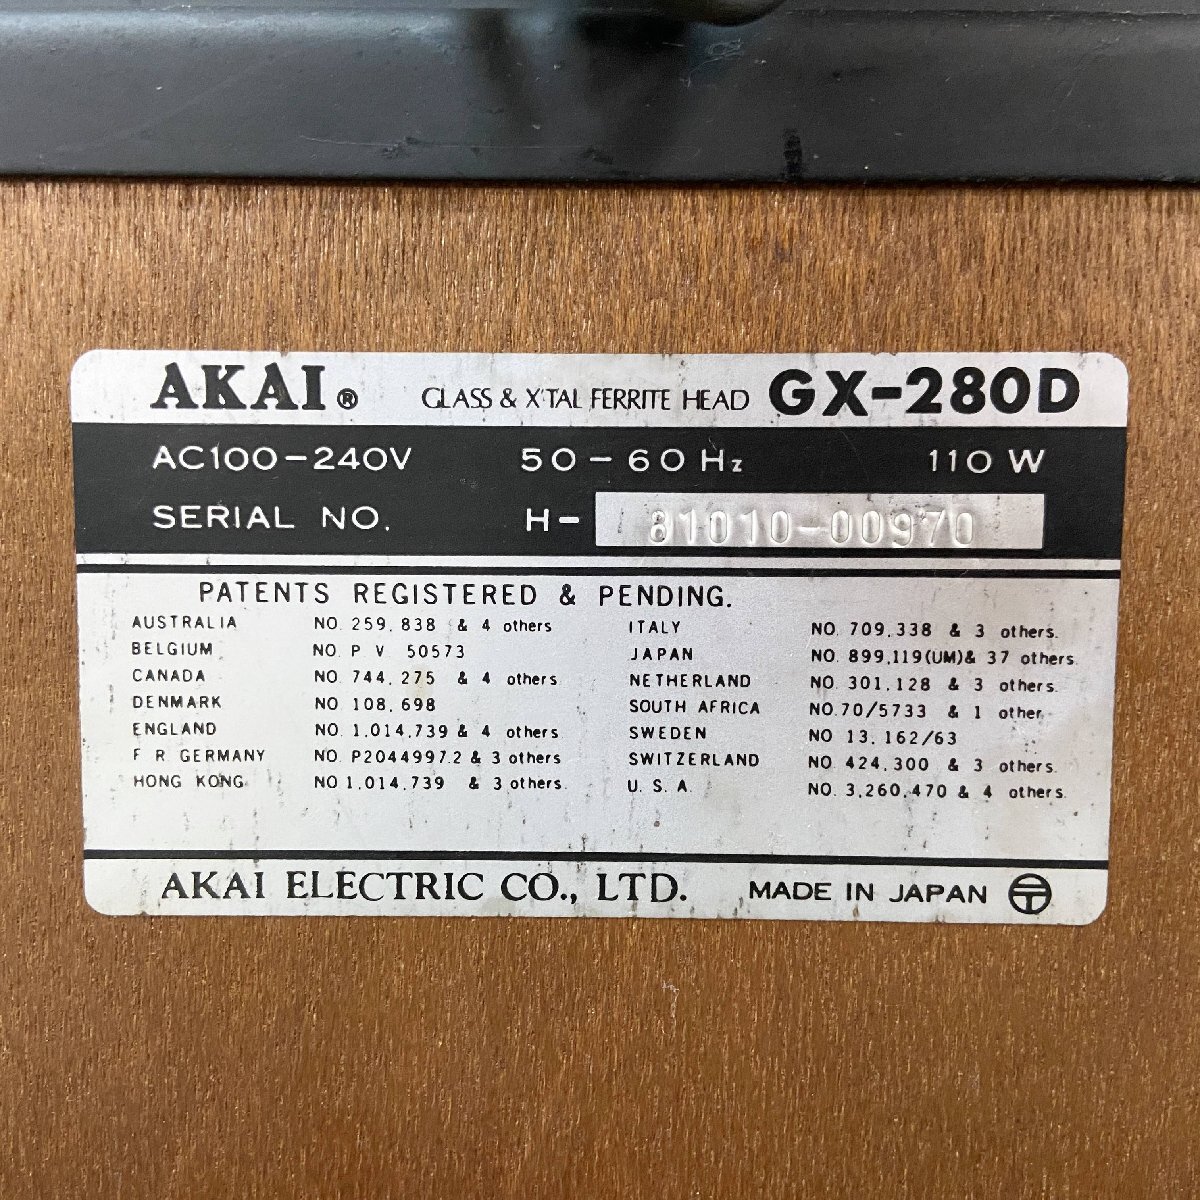 AKAI® GLASS & X'TAL FERRITE HEAD GX-280D
AC100-240V 50-60Hz 110W
SERIAL NO. H- 81010-00970
PATENTS REGISTERED & PENDING.
AUSTRALIA NO. 259,838 & 4 others
BELGIUM NO. P V 50573
CANADA NO. 744,275 & 4 others
DENMARK NO 108,698
ENGLAND NO. 1,014,739 & 4 others
F R GERMANY NO. P2044997.2 & 3 others
HONG KONG NO 1,014,739 & 3 others.
ITALY NO. 709,338 & 3 others.
JAPAN NO. 899,119(UM)& 37 others.
NETHERLAND NO. 301,128 & 3 others.
SOUTH AFRICA NO.70/5733 & 1 other.
SWEDEN NO 13,162/63
SWITZERLAND NO. 424,300 & 3 others.
U. S. A. NO. 3,260,470 & 4 others.
AKAI ELECTRIC CO., LTD. MADE IN JAPAN